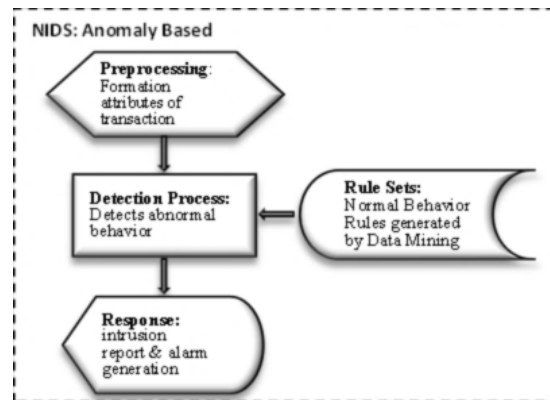 NIDS: Anomaly Based
Preprocessing:
Formation
attributes of
transaction
Detection Process:
Detects abnormal
behavior
Rule Sets:
Normal Behavior
Rules generated
by Data Mining
Response:
intrusion
report & alarm
generation